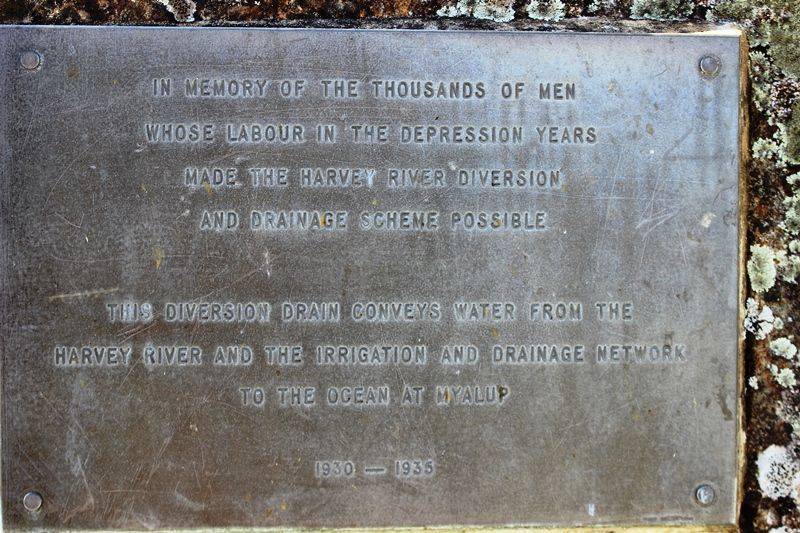 IN MEMORY OF THE THOUSANDS OF MEN
WHOSE LABOUR IN THE DEPRESSION YEARS
MADE THE HARVEY RIVER DIVERSION
AND DRAINAGE SCHEME POSSIBLE
THIS DIVERSION DRAIN CONVEYS WATER FROM THE
HARVEY RIVER AND THE IRRIGATION AND DRAINAGE NETWORK
TO THE OCEAN AT MYALUP
1930 — 1935